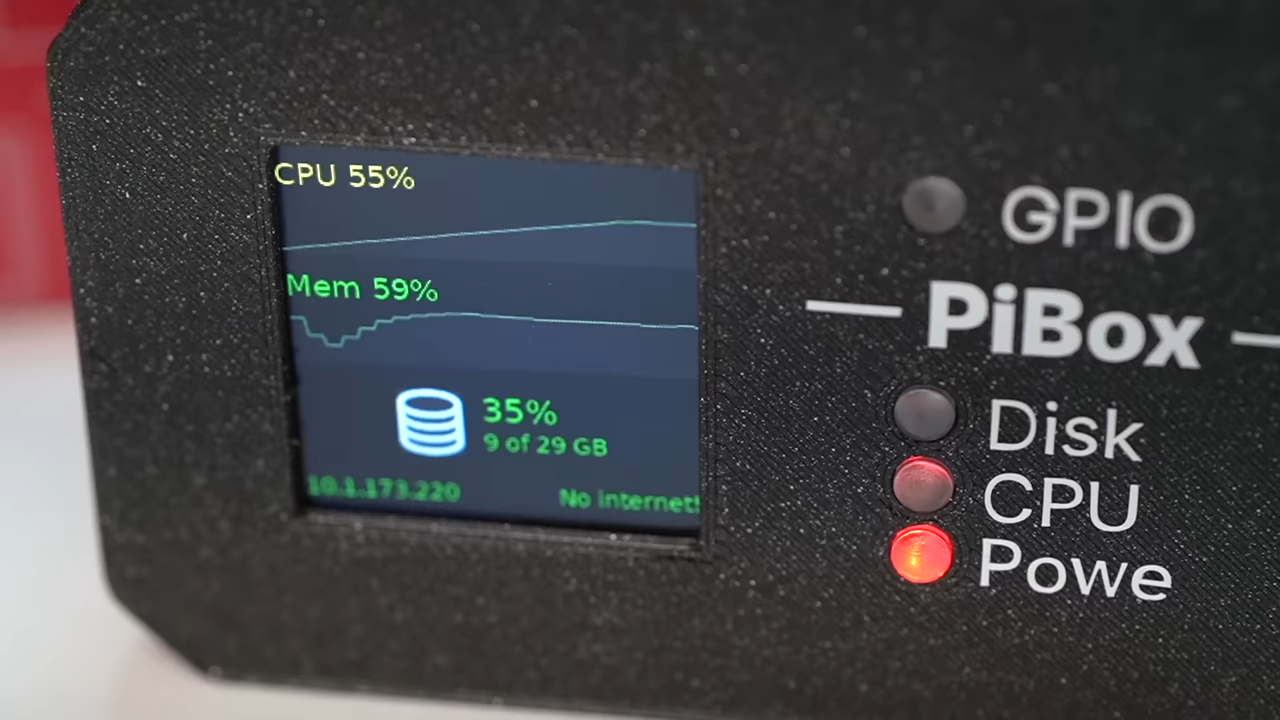 CPU 55%
Mem 59%
35%
9 of 29 GB
10.1.173.220
No internet!
GPIO
PiBox
Disk
CPU
Powe